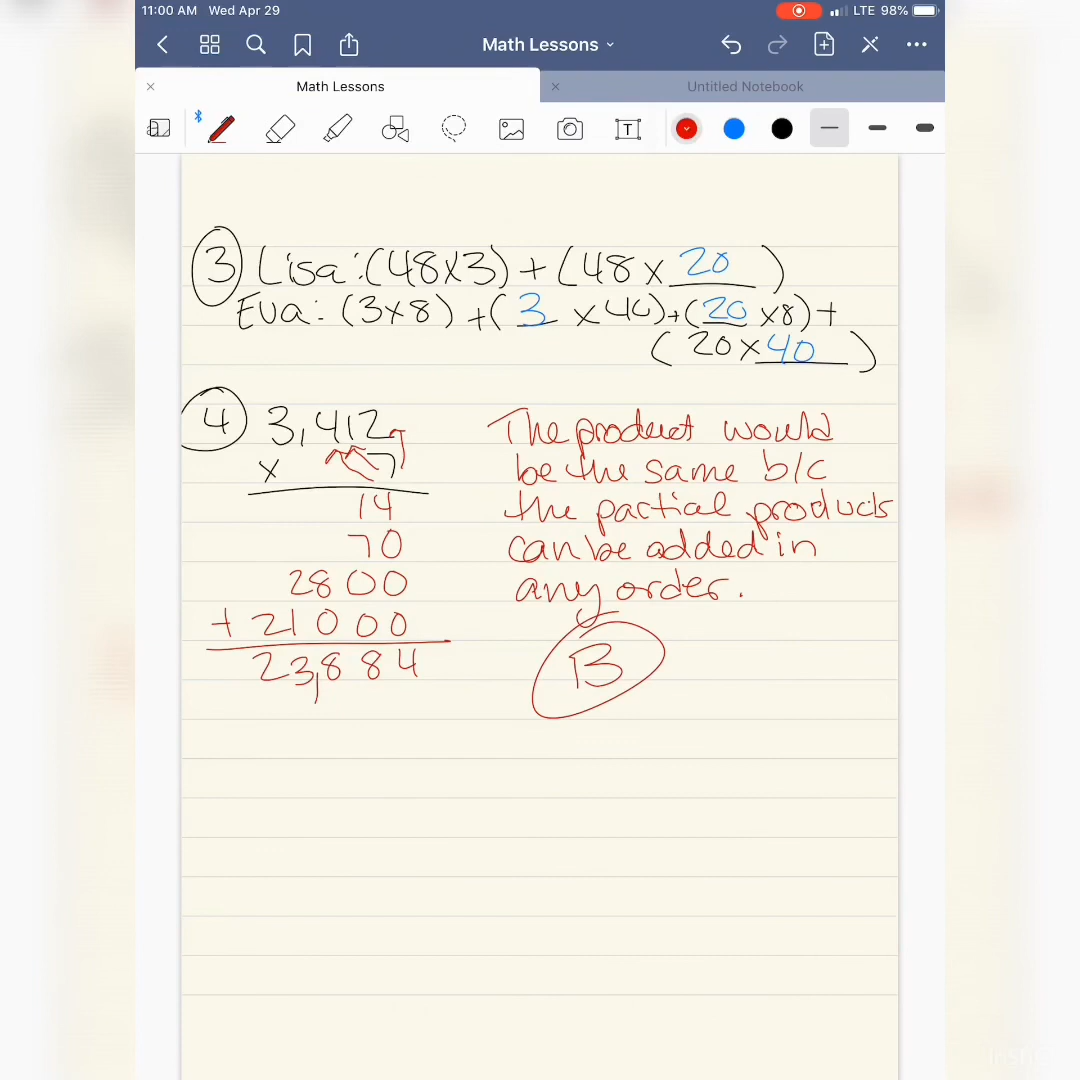 11:00 AM Wed Apr 29
LTE 98%
Math Lessons
Math Lessons
Untitled Notebook
T
3 Lisa: (48x3) + (48 x 20)
Eva: (3x8) + (3 x 40) + (20 x8) +
(20 x 40)
4 3,412
x 7
14
70
2800
+ 21000
23,884
The product would
be the same b/c
the partial products
can be added in
any order.
B